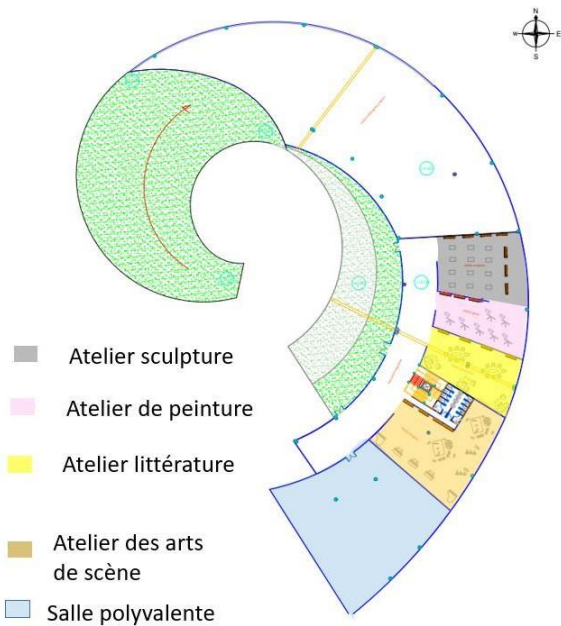 N
W E
S
Atelier sculpture
Atelier de peinture
Atelier littérature
Atelier des arts
de scène
Salle polyvalente